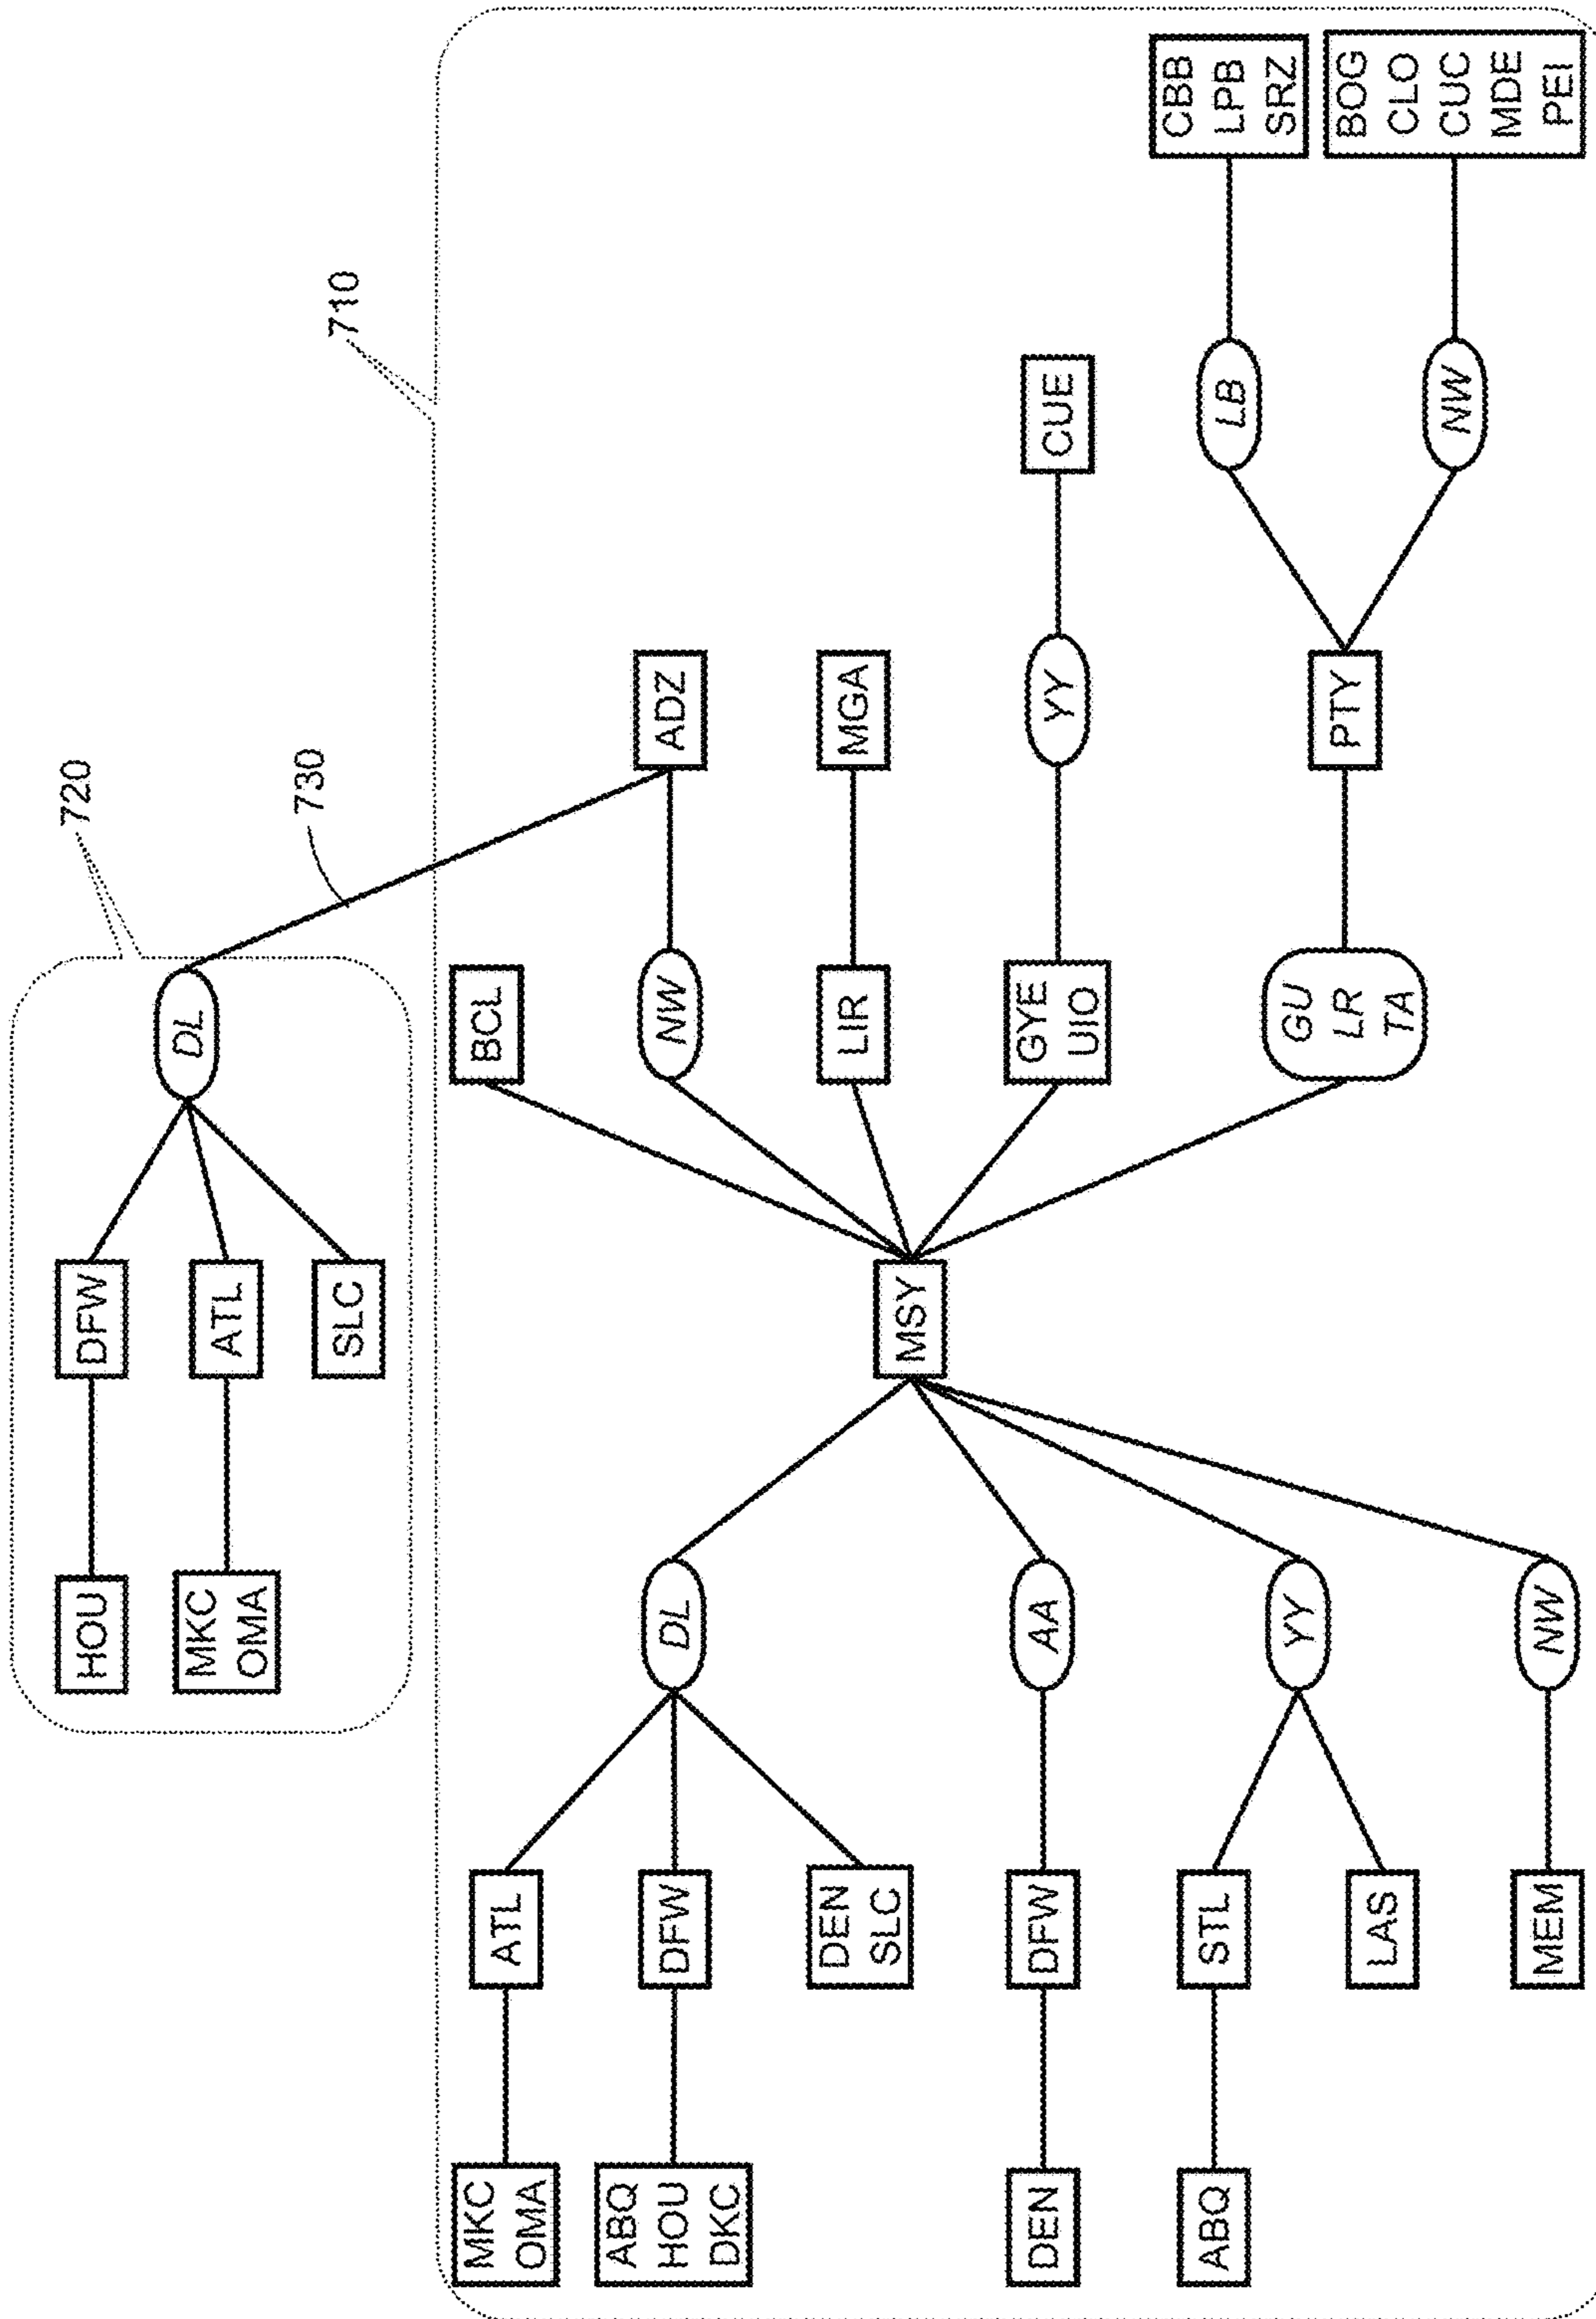 720
HOU
DFW
MKC
OMA
ATL
SLC
DL
730
710
MKC
OMA
ATL
ABQ
HOU
DKC
DFW
DEN
SLC
DL
DEN
DFW
AA
ABQ
STL
LAS
YY
MEM
NW
MSY
BCL
NW
ADZ
LIR
MGA
GYE
UIO
YY
CUE
GU
LR
TA
PTY
LB
CBB
LPB
SRZ
NW
BOG
CLO
CUC
MDE
PEI